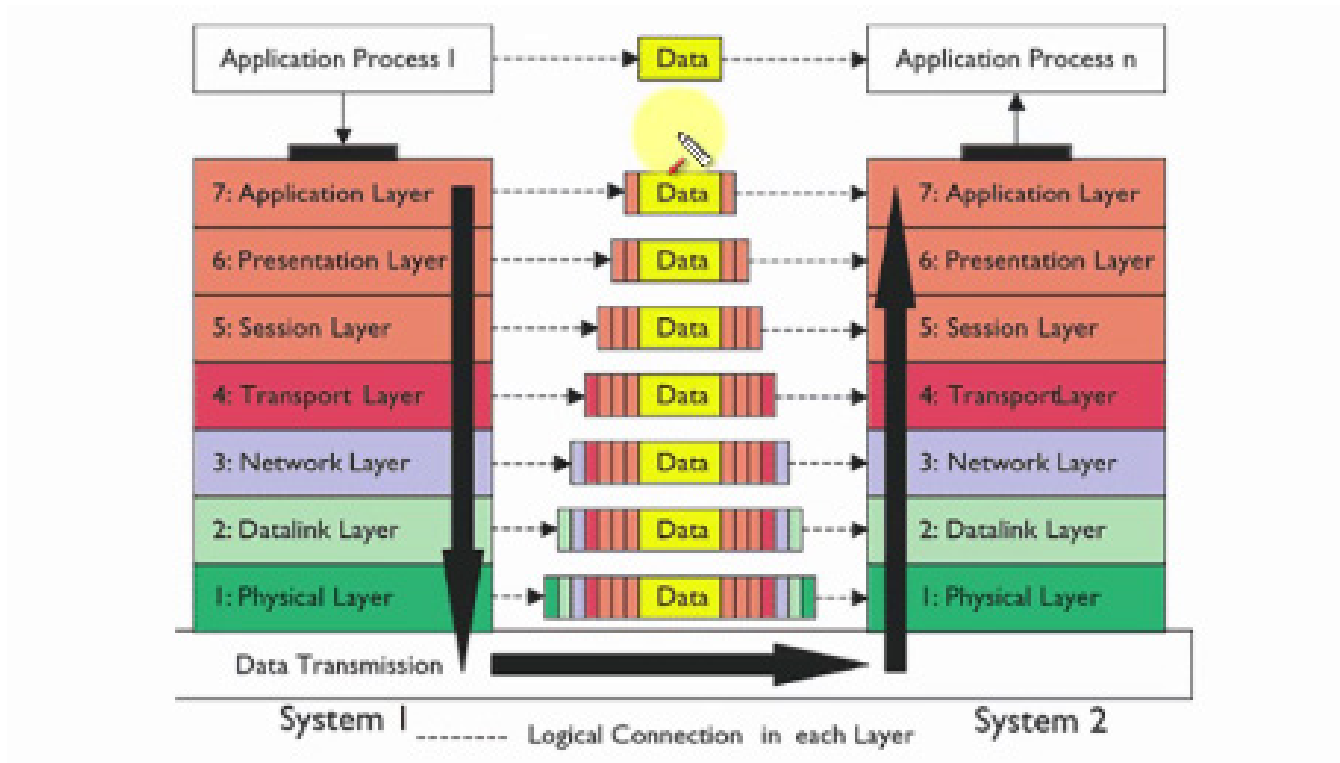 Application Process 1
Data
Application Process n
7: Application Layer
Data
7: Application Layer
6: Presentation Layer
Data
6: Presentation Layer
5: Session Layer
Data
5: Session Layer
4: Transport Layer
Data
4: TransportLayer
3: Network Layer
Data
3: Network Layer
2: Datalink Layer
Data
2: Datalink Layer
1: Physical Layer
Data
1: Physical Layer
Data Transmission
System 1
Logical Connection in each Layer
System 2